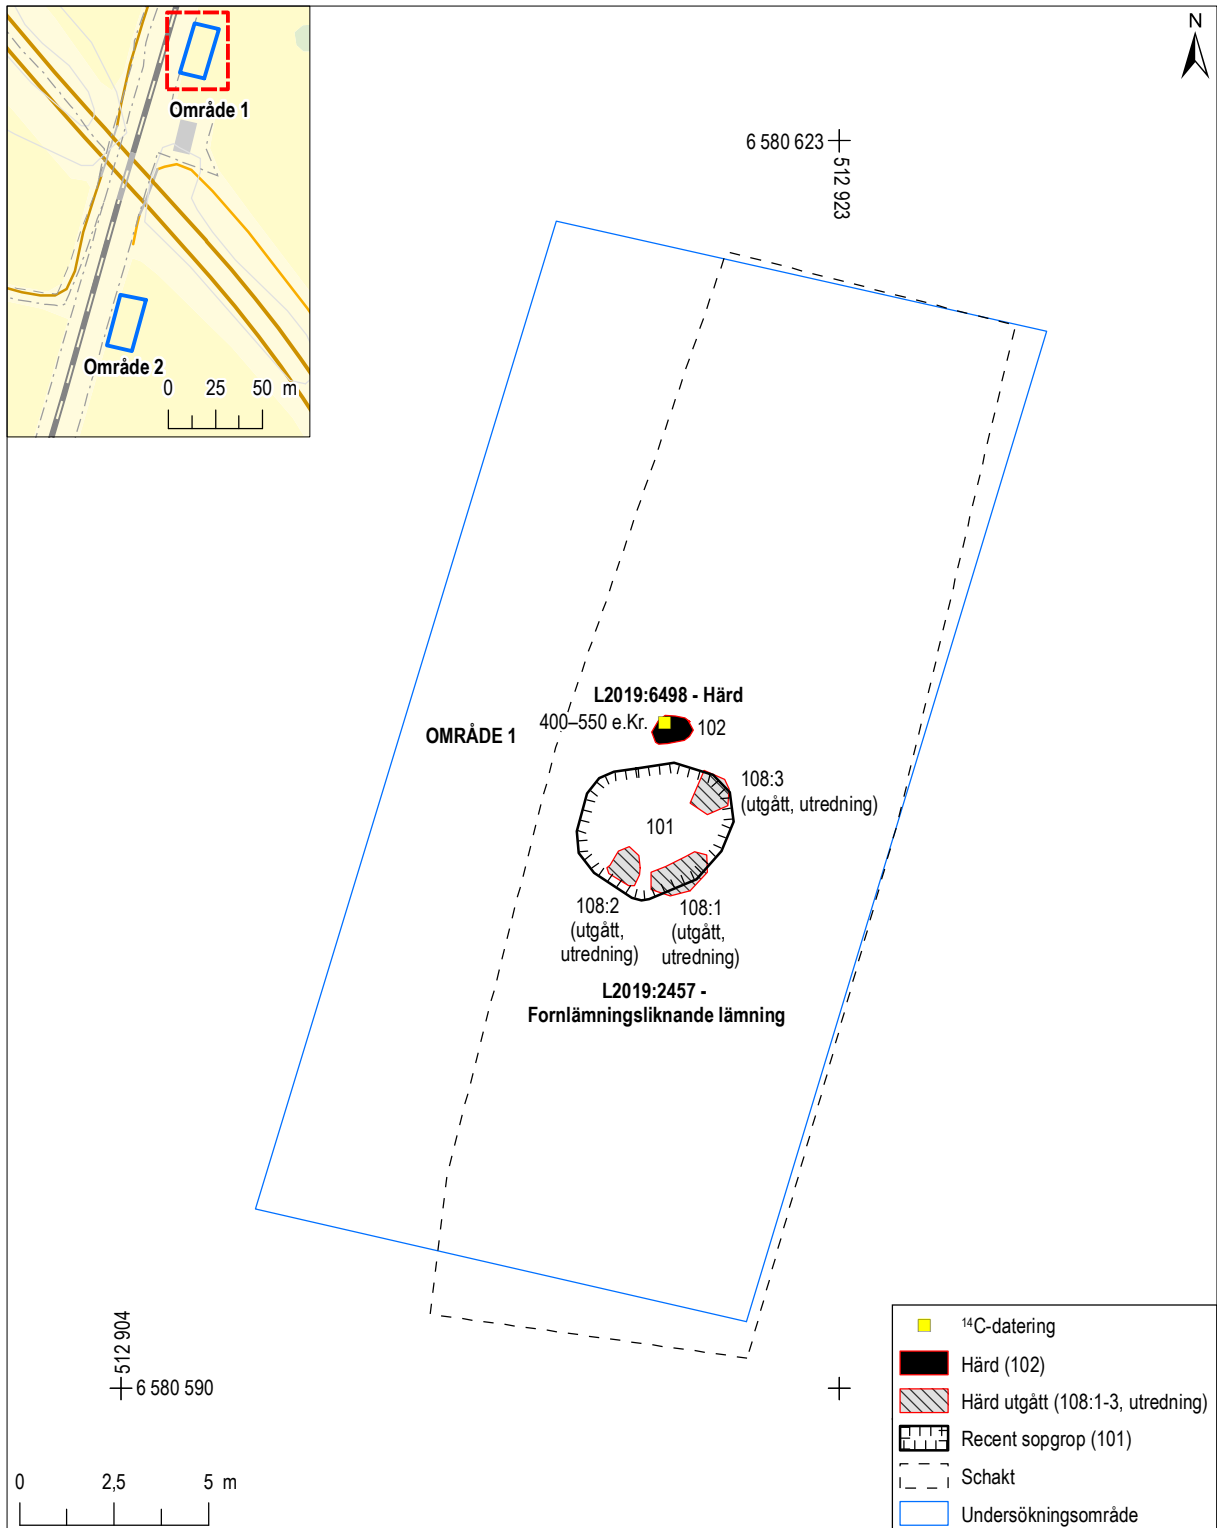 Område 1
Område 2
0 25 50 m
N
6 580 623
512 923
L2019:6498 - Härd
400–550 e.Kr.
102
OMRÅDE 1
108:3
(utgått, utredning)
101
108:2
(utgått,
utredning)
108:1
(utgått,
utredning)
L2019:2457 -
Fornlämningsliknande lämning
512 904
6 580 590
0 2,5 5 m
¹⁴C-datering
Härd (102)
Härd utgått (108:1-3, utredning)
Recent sopgrop (101)
Schakt
Undersökningsområde